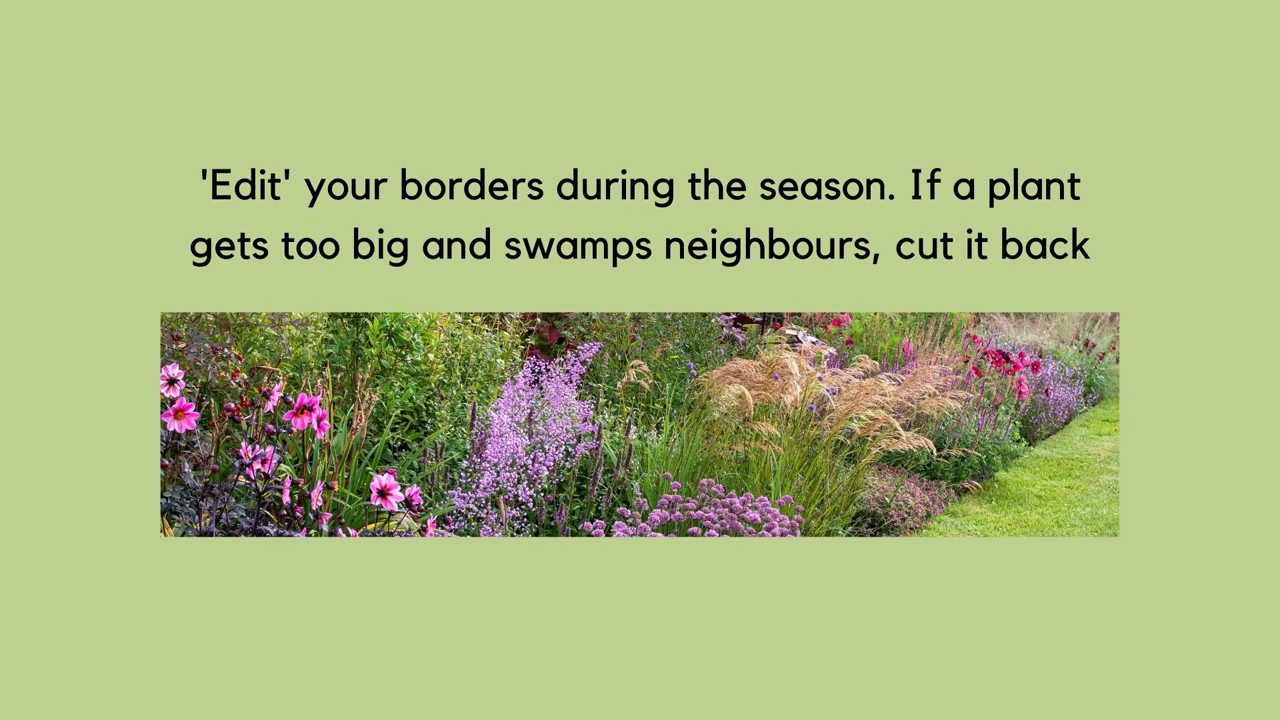 'Edit' your borders during the season. If a plant
gets too big and swamps neighbours, cut it back